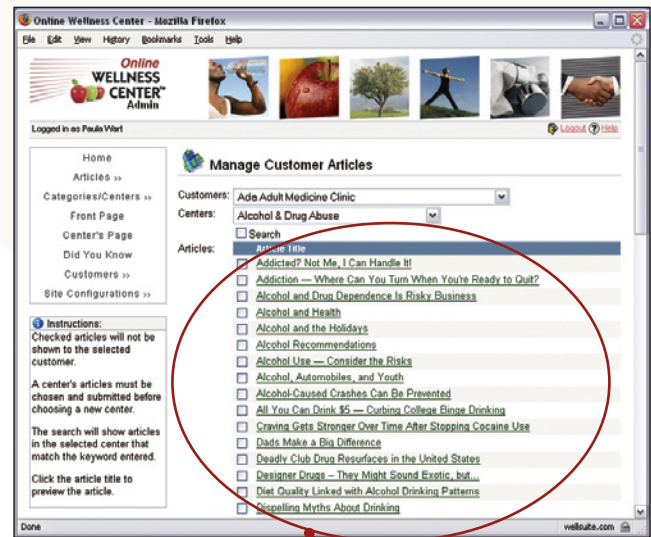 Online Wellness Center - Mozilla Firefox
File Edit View History Bookmarks Tools Help
Online
WELLNESS
CENTER™
Admin
Logged in as Paula Wart
Logout Help
Home
Articles »
Categories/Centers »
Front Page
Center's Page
Did You Know
Customers »
Site Configurations »
Instructions:
Checked articles will not be
shown to the selected
customer.
A center's articles must be
chosen and submitted before
choosing a new center.
The search will show articles
in the selected center that
match the keyword entered.
Click the article title to
preview the article.
Manage Customer Articles
Customers: Ada Adult Medicine Clinic
Centers: Alcohol & Drug Abuse
Search
Articles: Article Title
Addicted? Not Me, I Can Handle It!
Addiction — Where Can You Turn When You're Ready to Quit?
Alcohol and Drug Dependence Is Risky Business
Alcohol and Health
Alcohol and the Holidays
Alcohol Recommendations
Alcohol Use — Consider the Risks
Alcohol, Automobiles, and Youth
Alcohol-Caused Crashes Can Be Prevented
All You Can Drink $5 — Curbing College Binge Drinking
Craving Gets Stronger Over Time After Stopping Cocaine Use
Dads Make a Big Difference
Deadly Club Drug Resurfaces in the United States
Designer Drugs – They Might Sound Exotic, but...
Diet Quality Linked with Alcohol Drinking Patterns
Dispelling Myths About Drinking
Done
wellsuite.com